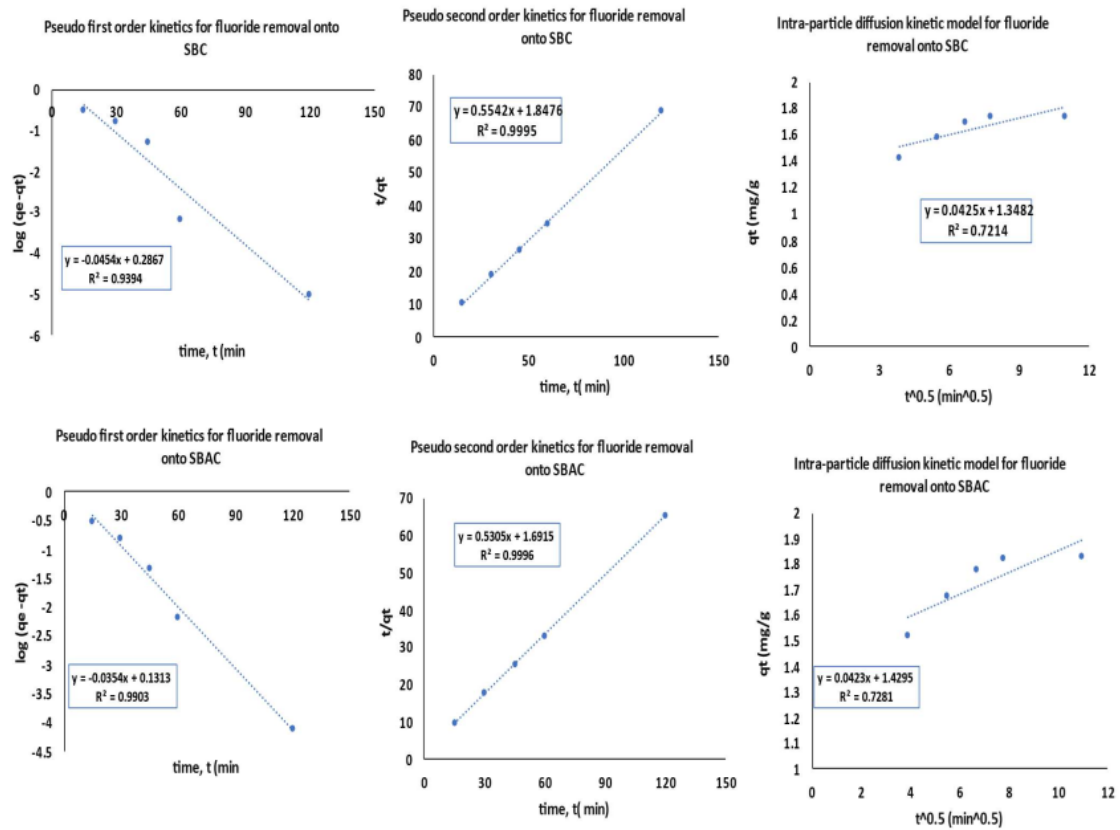 Pseudo first order kinetics for fluoride removal onto
SBC
0
0
30
60
90
120
150
-1
-2
-3
-4
-5
-6
log (qe-qt)
y = -0.0454x + 0.2867
R² = 0.9394
time, t (min
Pseudo second order kinetics for fluoride removal
onto SBC
80
70
60
50
40
30
20
10
0
t/qt
y = 0.5542x + 1.8476
R² = 0.9995
0
50
100
150
time, t( min)
Intra-particle diffusion kinetic model for fluoride
removal onto SBC
2
1.8
1.6
1.4
1.2
1
0.8
0.6
0.4
0.2
0
qt (mg/g
y = 0.0425x + 1.3482
R² = 0.7214
0
3
6
9
12
t^0.5 (min^0.5)
Pseudo first order kinetics for fluoride removal
onto SBAC
0
0
30
60
90
120
150
-0.5
-1
-1.5
-2
-2.5
-3
-3.5
-4
-4.5
log (qe -qt)
y = -0.0354x + 0.1313
R² = 0.9903
time, t (min
Pseudo second order kinetics for fluoride removal
onto SBAC
70
60
50
40
30
20
10
0
t/qt
y = 0.5305x + 1.6915
R² = 0.9996
0
30
60
90
120
150
time, t( min)
Intra-particle diffusion kinetic model for fluoride
removal onto SBAC
2
1.9
1.8
1.7
1.6
1.5
1.4
1.3
1.2
1.1
1
qt (mg/g
y = 0.0423x + 1.4295
R² = 0.7281
0
2
4
6
8
10
12
t^0.5 (min^0.5)